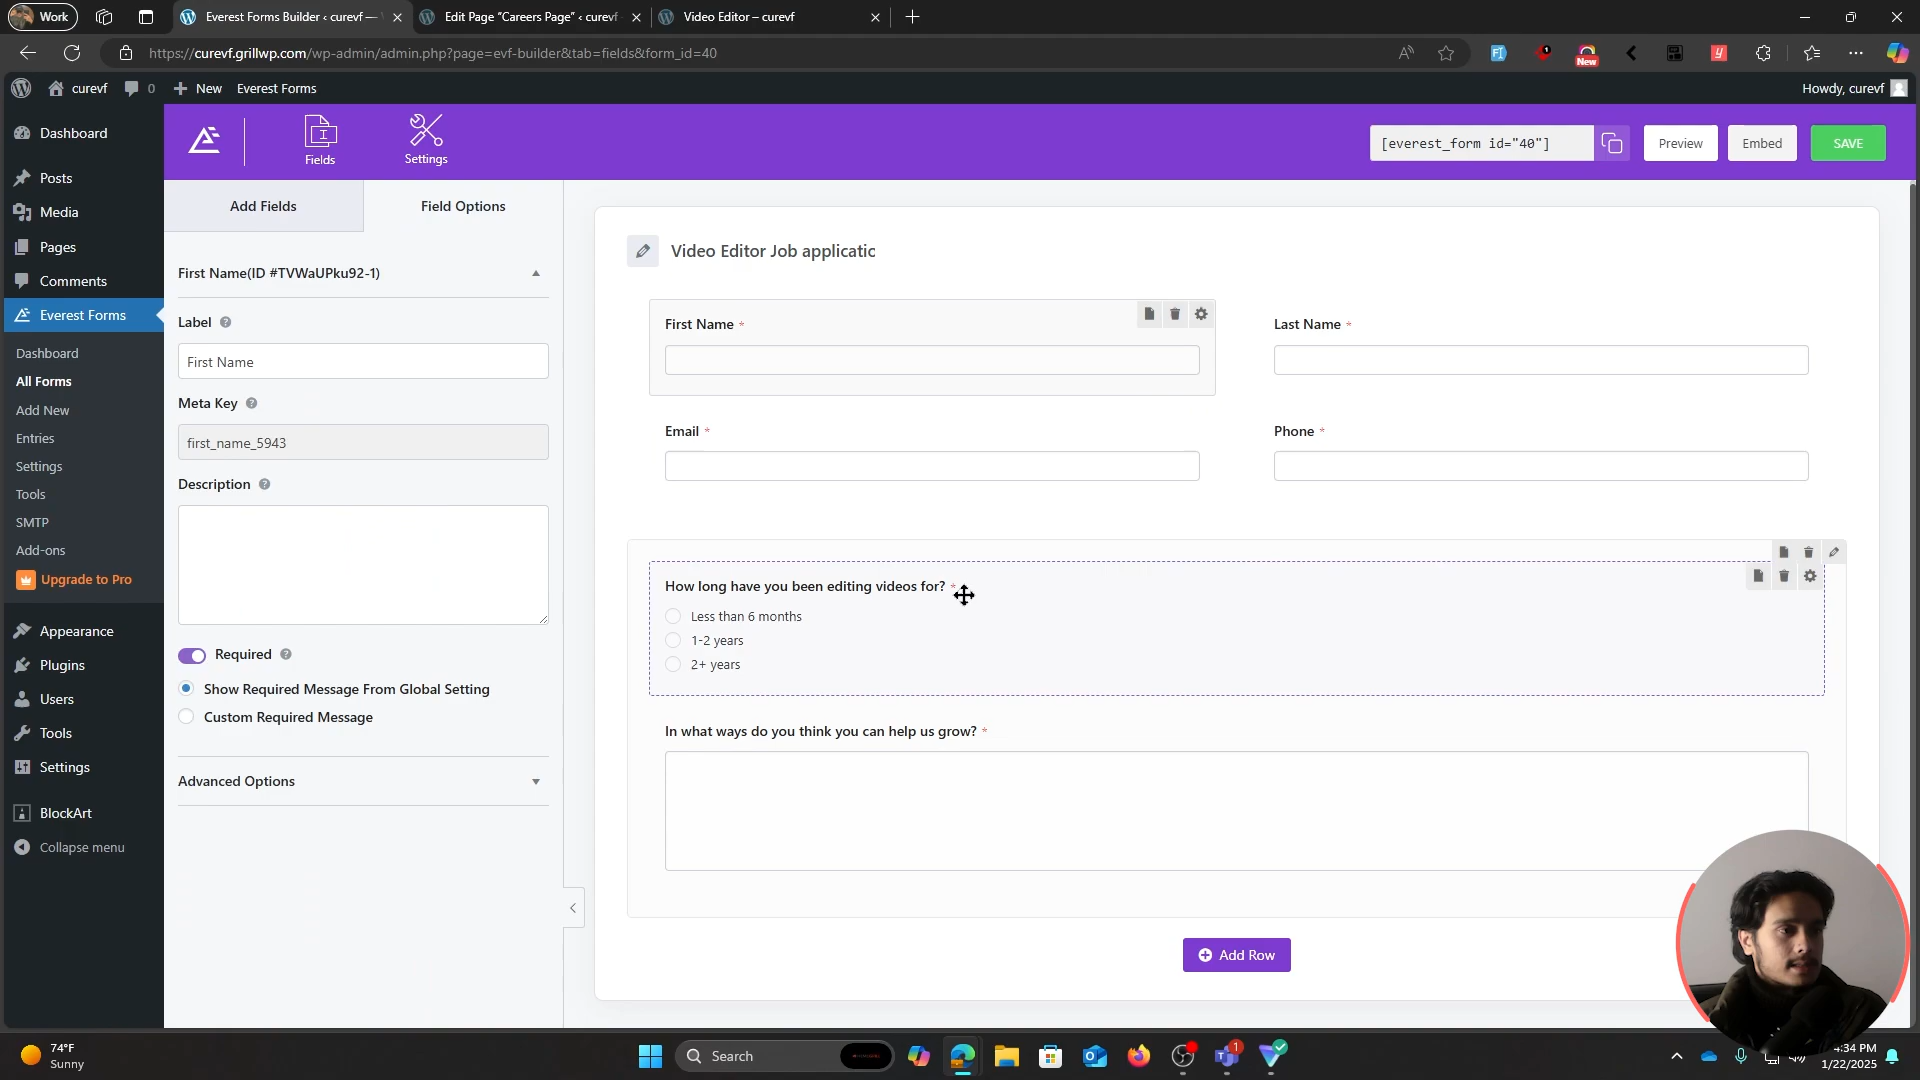 Work
Everest Forms Builder ‹ curevf —
Edit Page “Careers Page” ‹ curevf
Video Editor – curevf
https://curevf.grillwp.com/wp-admin/admin.php?page=evf-builder&tab=fields&form_id=40
1
New
curevf
0
New
Everest Forms
Howdy, curevf
Dashboard
Posts
Media
Pages
Comments
Everest Forms
Dashboard
All Forms
Add New
Entries
Settings
Tools
SMTP
Add-ons
Upgrade to Pro
Appearance
Plugins
Users
Tools
Settings
BlockArt
Collapse menu
Fields
Settings
[everest_form id="40"]
Preview
Embed
SAVE
Add Fields
Field Options
First Name(ID #TVWaUPku92-1)
Label
First Name
Meta Key
first_name_5943
Description
Required
Show Required Message From Global Setting
Custom Required Message
Advanced Options
Video Editor Job applicatic
First Name *
Last Name *
Email *
Phone *
How long have you been editing videos for? *
Less than 6 months
1-2 years
2+ years
In what ways do you think you can help us grow? *
Add Row
74°F
Sunny
Search
1
4:34 PM
1/22/2025